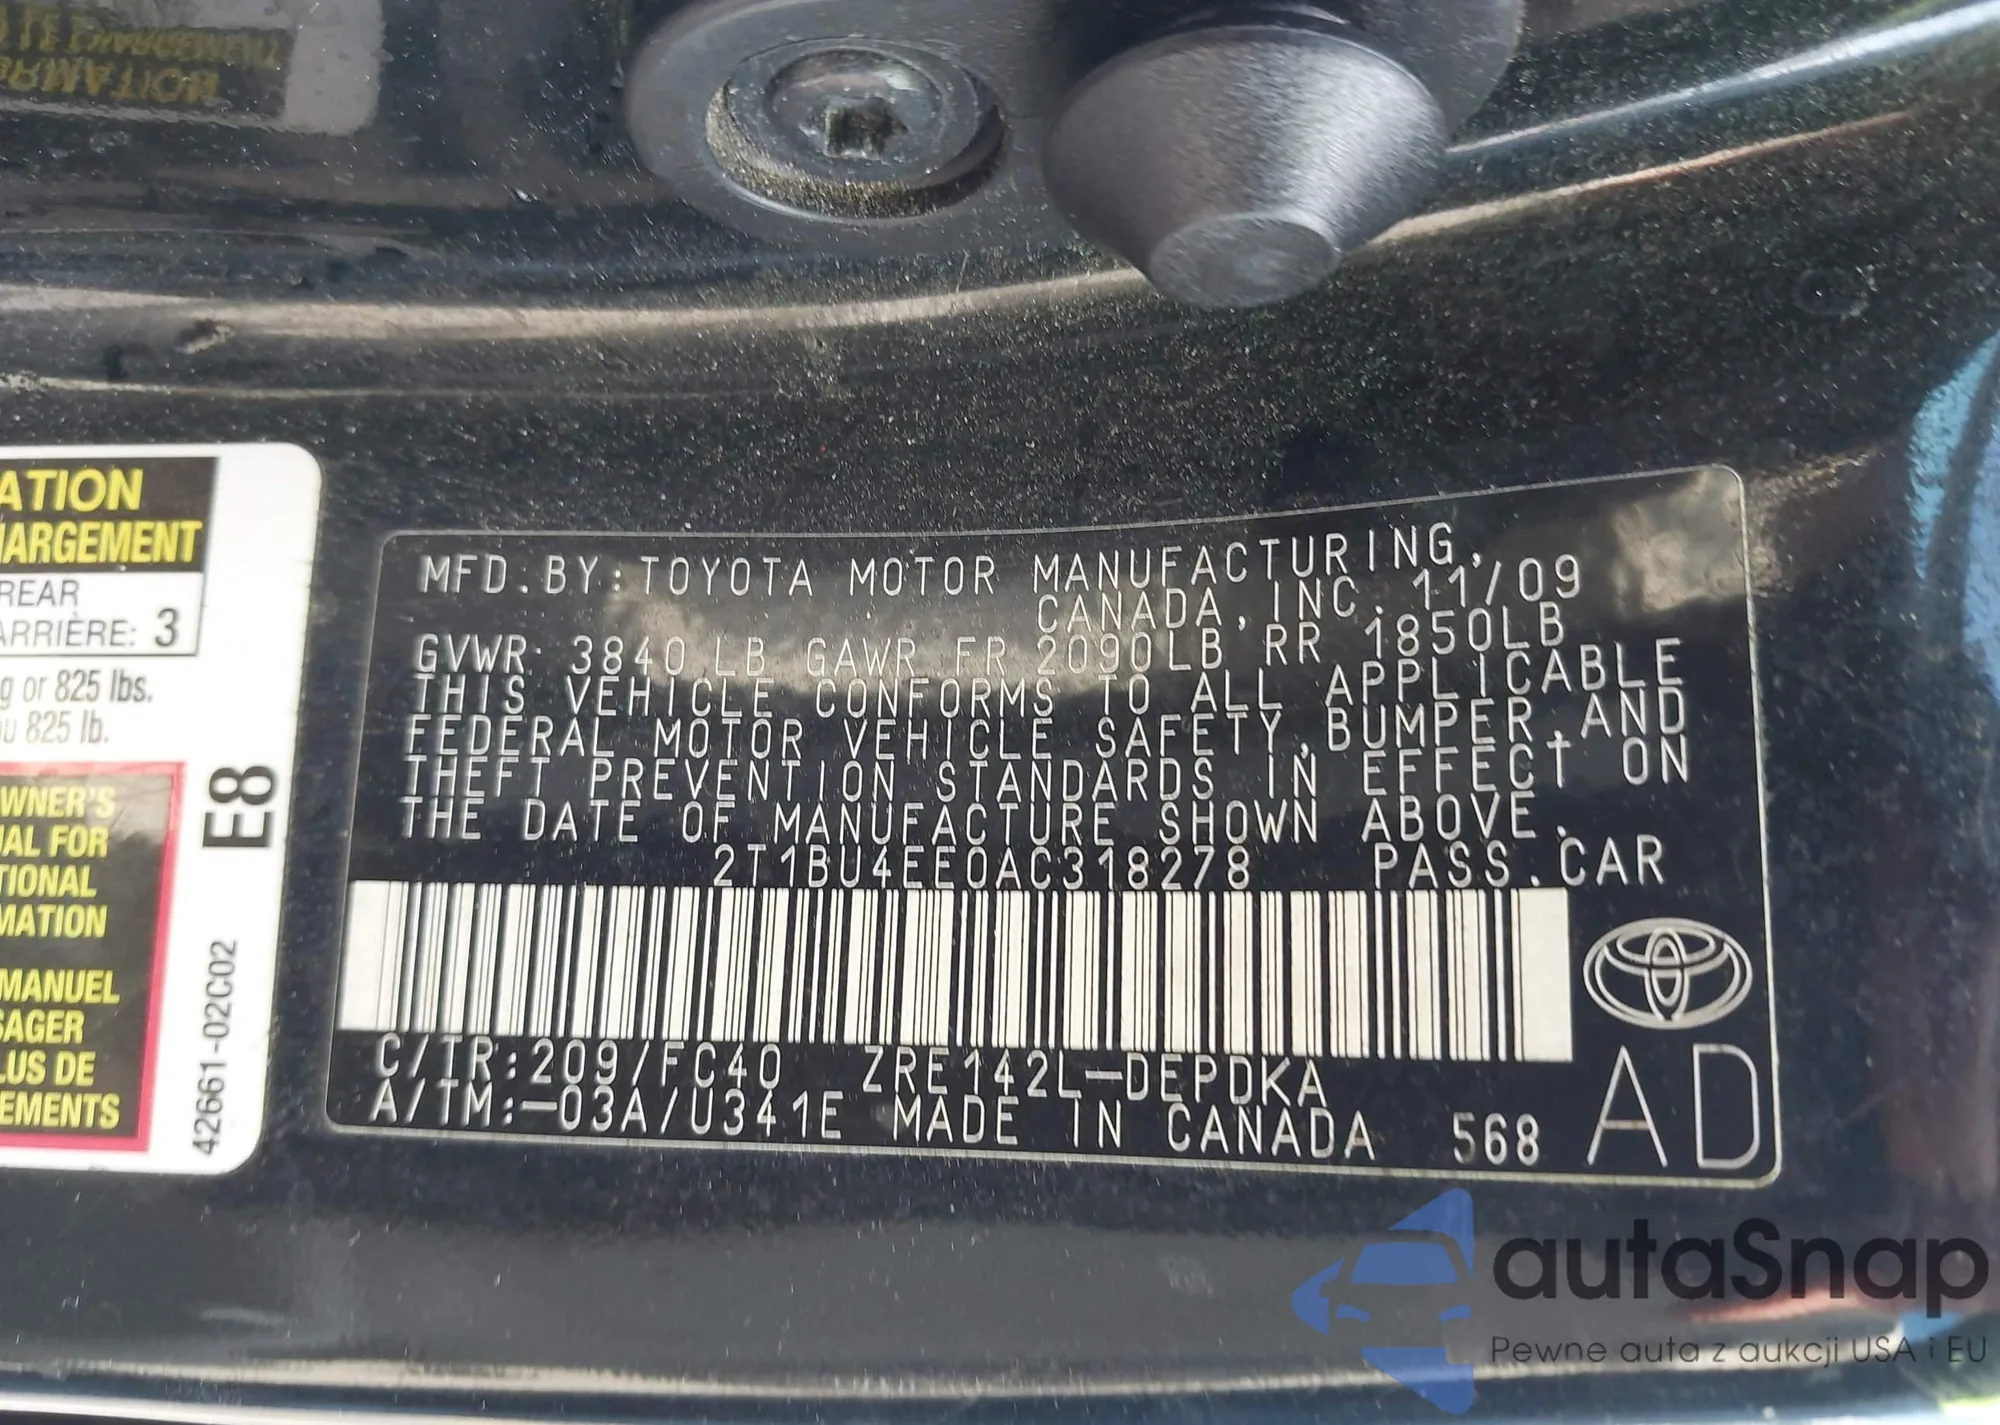 ATION
HARGEMENT
REAR
ARRIÈRE: 3
g or 825 lbs.
ou 825 lb.
WNER'S
UAL FOR
TIONAL
MATION
MANUEL
SAGER
LUS DE
EMENTS
E8
42661-02C02
MFD.BY:TOYOTA MOTOR MANUFACTURING,
CANADA,INC. 11/09
GVWR 3840 LB GAWR FR 2090LB RR 1850LB
THIS VEHICLE CONFORMS TO ALL APPLICABLE
FEDERAL MOTOR VEHICLE SAFETY,BUMPER,AND
THEFT PREVENTION STANDARDS IN EFFECT ON
THE DATE OF MANUFACTURE SHOWN ABOVE.
2T1BU4EE0AC318278 PASS.CAR
C/TR:209/FC40 ZRE142L-DEPDKA
A/TM:-03A/U341E MADE IN CANADA 568
AD
autaSnap
Pewne auta z aukcji USA i EU